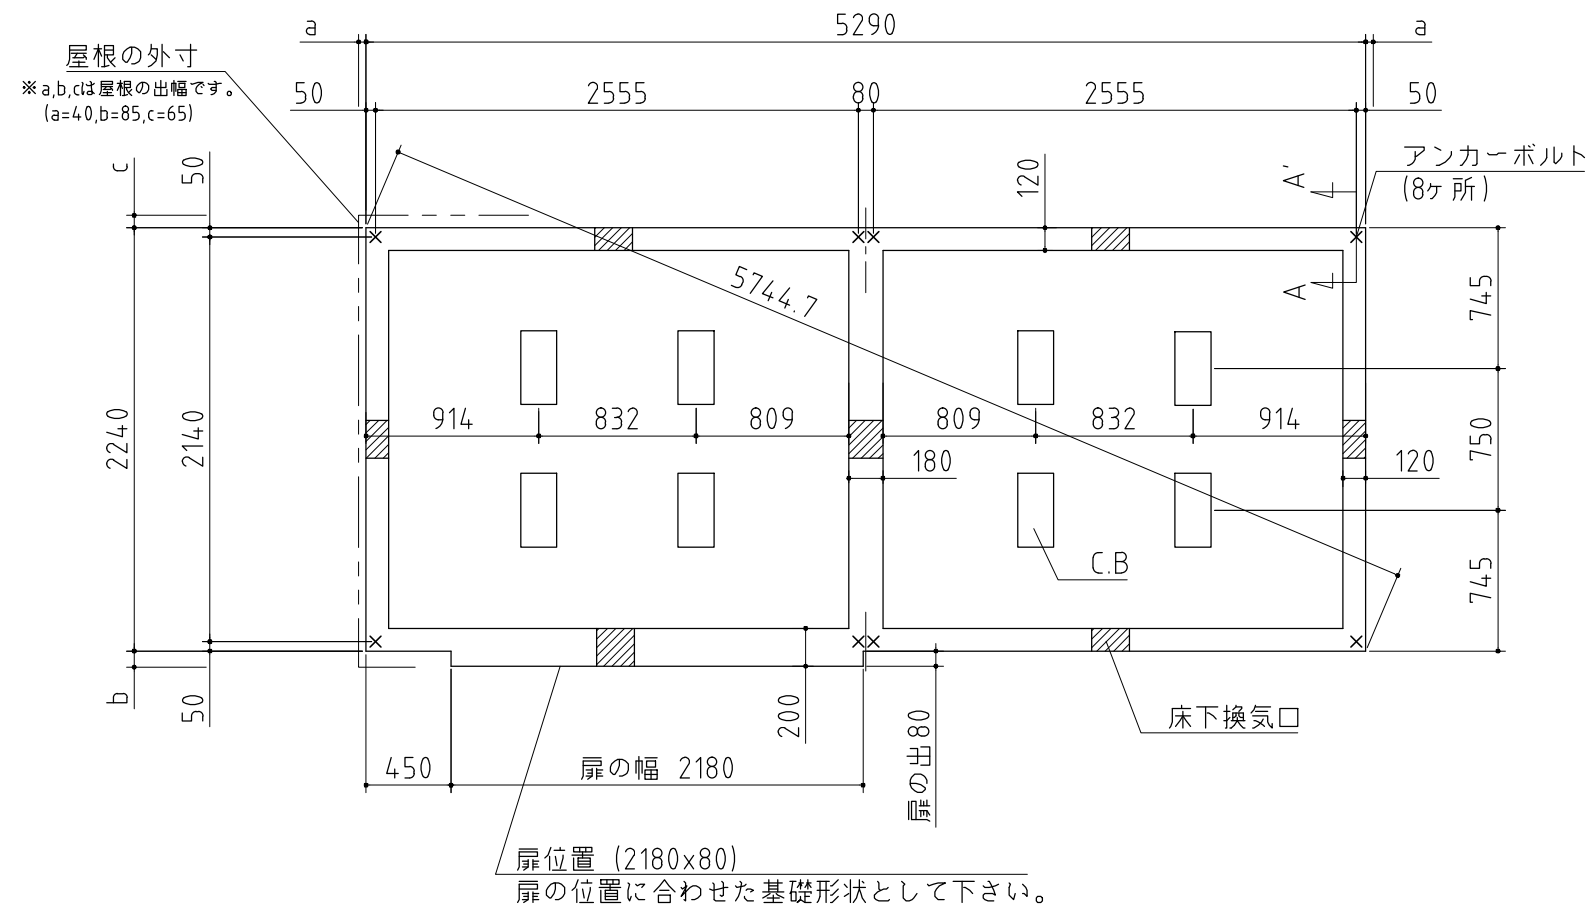 a
5290
a
屋根の外寸
※a,b,cは屋根の出幅です。
(a=40,b=85,c=65)
50
2555
80
2555
50
c
50
120
A'
アンカーボルト
(8ヶ所)
5744.7
A
745
2240
2140
914
832
809
809
832
914
750
180
120
C.B
745
b
50
200
扉の出80
床下換気口
450
扉の幅 2180
扉位置 (2180x80)
扉の位置に合わせた基礎形状として下さい。